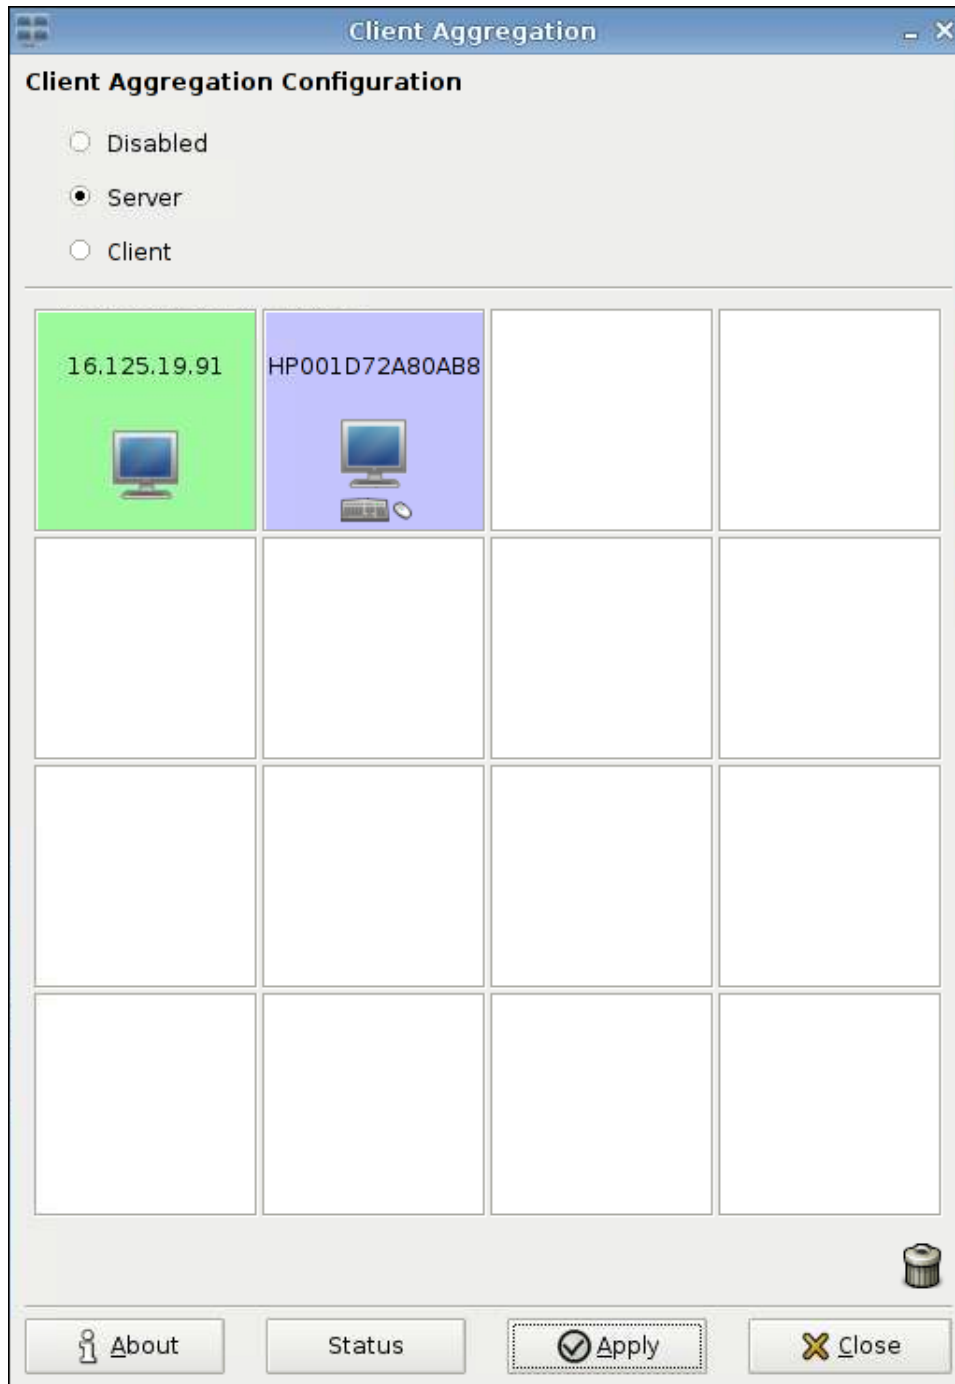 Client Aggregation
Client Aggregation Configuration
Disabled
Server
Client
16.125.19.91
HP001D72A80AB8
About
Status
Apply
Close